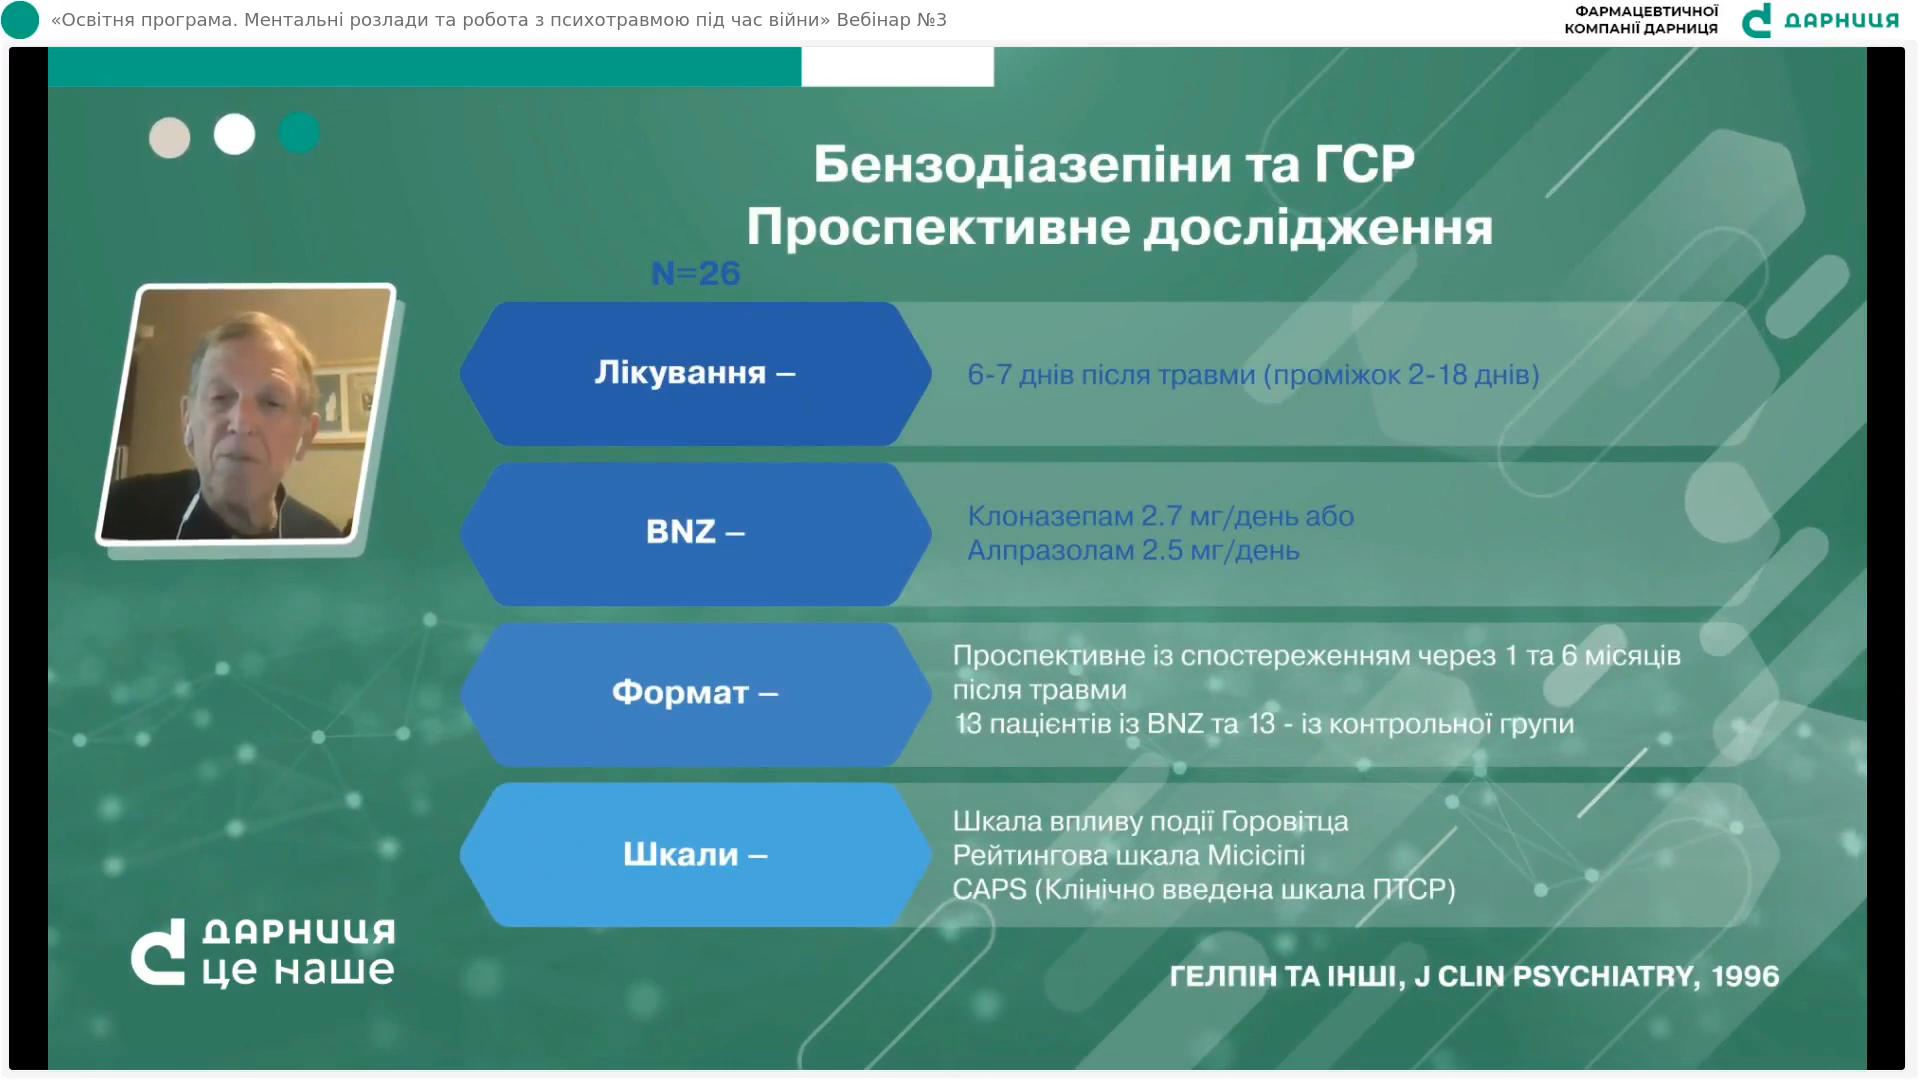 «Освітня програма. Ментальні розлади та робота з психотравмою під час війни» Вебінар №3
ФАРМАЦЕВТИЧНОЇ
КОМПАНІЇ ДАРНИЦЯ
ДАРНИЦЯ
Бензодіазепіни та ГСР
Проспективне дослідження
N=26
Лікування –
6-7 днів після травми (проміжок 2-18 днів)
BNZ –
Клоназепам 2.7 мг/день або
Алпразолам 2.5 мг/день
Формат –
Проспективне із спостереженням через 1 та 6 місяців
після травми
13 пацієнтів із BNZ та 13 - із контрольної групи
Шкали –
Шкала впливу події Горовітца
Рейтингова шкала Місісіпі
CAPS (Клінічно введена шкала ПТСР)
ДАРНИЦЯ
це наше
ГЕЛПІН ТА ІНШІ, J CLIN PSYCHIATRY, 1996